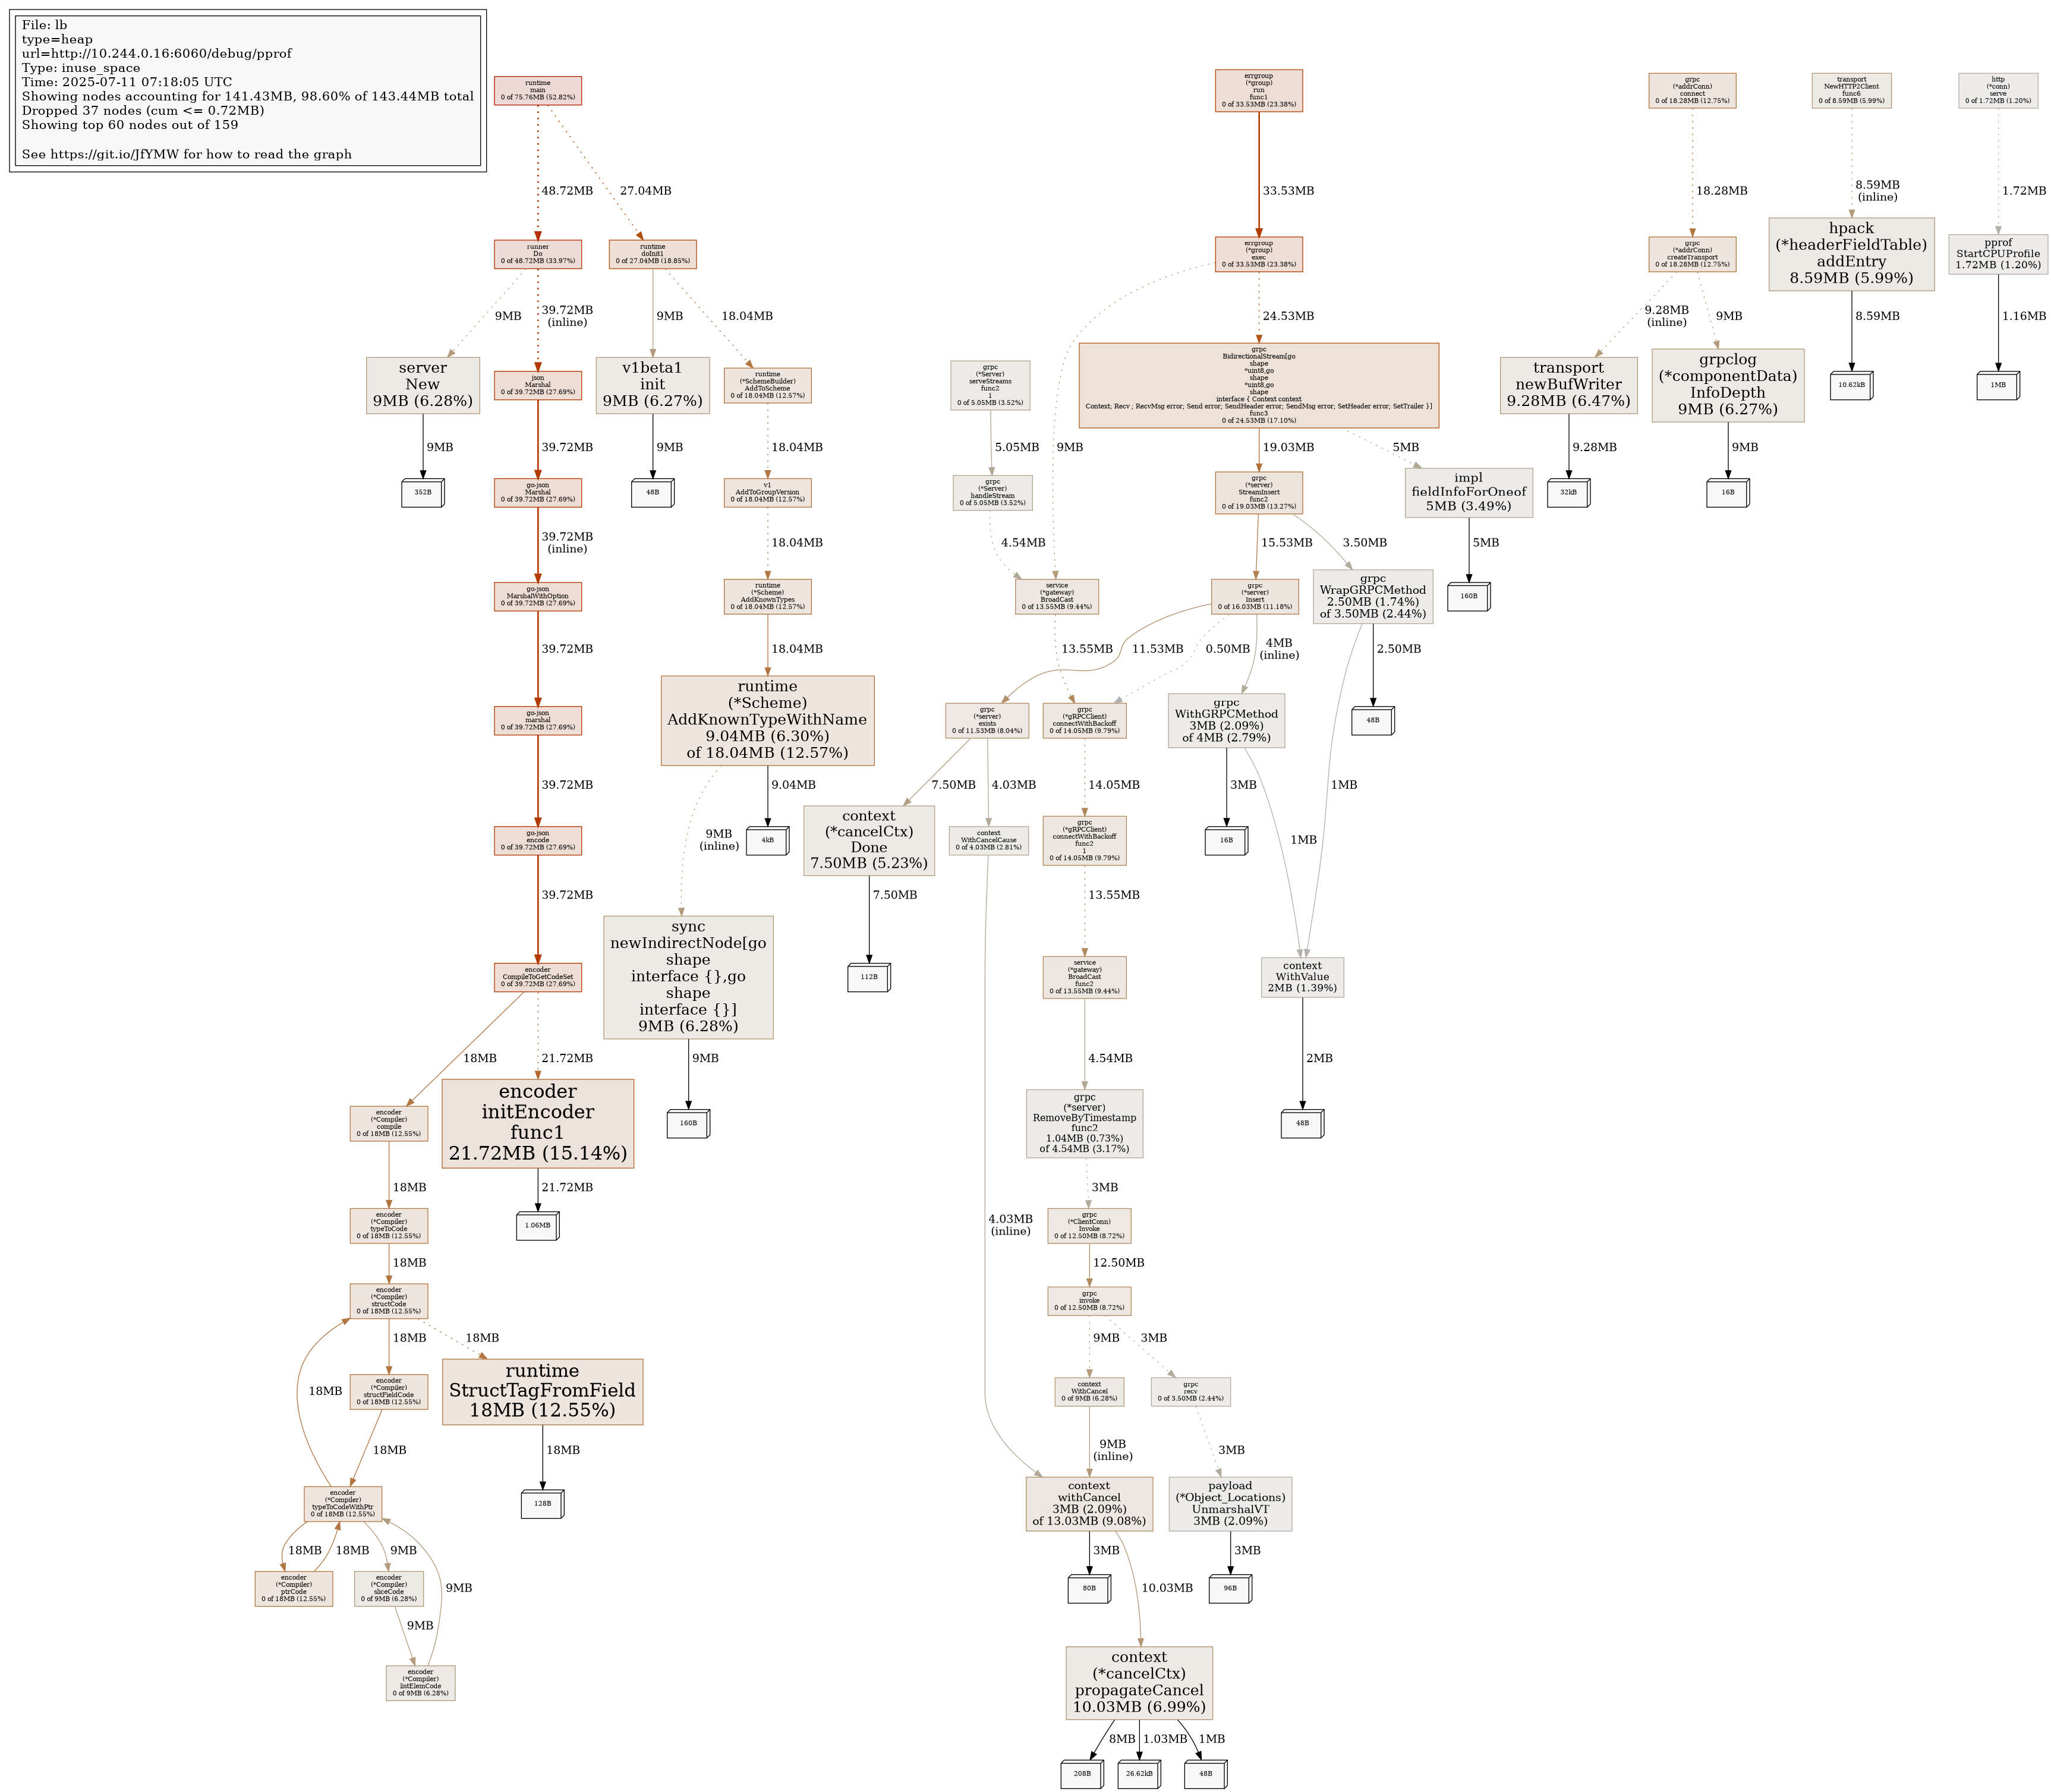 File: lb
type=heap
url=http://10.244.0.16:6060/debug/pprof
Type: inuse_space
Time: 2025-07-11 07:18:05 UTC
Showing nodes accounting for 141.43MB, 98.60% of 143.44MB total
Dropped 37 nodes (cum <= 0.72MB)
Showing top 60 nodes out of 159
See https://git.io/JfYMW for how to read the graph
runtime
main
0 of 75.76MB (52.82%)
48.72MB
27.04MB
runner
Do
0 of 48.72MB (33.97%)
runtime
doInit1
0 of 27.04MB (18.85%)
9MB
39.72MB
(inline)
9MB
18.04MB
server
New
9MB (6.28%)
9MB
352B
json
Marshal
0 of 39.72MB (27.69%)
39.72MB
go-json
Marshal
0 of 39.72MB (27.69%)
39.72MB
(inline)
go-json
MarshalWithOption
0 of 39.72MB (27.69%)
39.72MB
go-json
marshal
0 of 39.72MB (27.69%)
39.72MB
go-json
encode
0 of 39.72MB (27.69%)
39.72MB
encoder
CompileToGetCodeSet
0 of 39.72MB (27.69%)
18MB
21.72MB
encoder
(*Compiler)
compile
0 of 18MB (12.55%)
18MB
encoder
initEncoder
func1
21.72MB (15.14%)
21.72MB
1.06MB
encoder
(*Compiler)
typeToCode
0 of 18MB (12.55%)
18MB
encoder
(*Compiler)
structCode
0 of 18MB (12.55%)
18MB
18MB
18MB
encoder
(*Compiler)
structFieldCode
0 of 18MB (12.55%)
18MB
runtime
StructTagFromField
18MB (12.55%)
18MB
128B
encoder
(*Compiler)
typeToCodeWithPtr
0 of 18MB (12.55%)
18MB
18MB
9MB
9MB
encoder
(*Compiler)
ptrCode
0 of 18MB (12.55%)
encoder
(*Compiler)
sliceCode
0 of 9MB (6.28%)
9MB
encoder
(*Compiler)
listElemCode
0 of 9MB (6.28%)
v1beta1
init
9MB (6.27%)
9MB
48B
runtime
(*SchemeBuilder)
AddToScheme
0 of 18.04MB (12.57%)
18.04MB
v1
AddToGroupVersion
0 of 18.04MB (12.57%)
18.04MB
runtime
(*Scheme)
AddKnownTypes
0 of 18.04MB (12.57%)
18.04MB
runtime
(*Scheme)
AddKnownTypeWithName
9.04MB (6.30%)
of 18.04MB (12.57%)
9MB
(inline)
9.04MB
4kB
sync
newIndirectNode[go
shape
interface {},go
shape
interface {}]
9MB (6.28%)
9MB
160B
errgroup
(*group)
run
func1
0 of 33.53MB (23.38%)
33.53MB
errgroup
(*group)
exec
0 of 33.53MB (23.38%)
9MB
24.53MB
grpc
(*Server)
serveStreams
func2
1
0 of 5.05MB (3.52%)
5.05MB
grpc
(*Server)
handleStream
0 of 5.05MB (3.52%)
4.54MB
grpc
BidirectionalStream[go
shape
*uint8,go
shape
*uint8,go
shape
interface { Context context
Context; Recv ; RecvMsg error; Send error; SendHeader error; SendMsg error; SetHeader error; SetTrailer }]
func3
0 of 24.53MB (17.10%)
19.03MB
5MB
grpc
(*server)
StreamInsert
func2
0 of 19.03MB (13.27%)
15.53MB
3.50MB
impl
fieldInfoForOneof
5MB (3.49%)
5MB
160B
service
(*gateway)
BroadCast
0 of 13.55MB (9.44%)
13.55MB
grpc
(*server)
Insert
0 of 16.03MB (11.18%)
11.53MB
0.50MB
4MB
(inline)
grpc
WrapGRPCMethod
2.50MB (1.74%)
of 3.50MB (2.44%)
1MB
2.50MB
48B
grpc
(*server)
exists
0 of 11.53MB (8.04%)
7.50MB
4.03MB
grpc
(*gRPCClient)
connectWithBackoff
0 of 14.05MB (9.79%)
14.05MB
grpc
WithGRPCMethod
3MB (2.09%)
of 4MB (2.79%)
3MB
16B
1MB
context
(*cancelCtx)
Done
7.50MB (5.23%)
7.50MB
112B
context
WithCancelCause
0 of 4.03MB (2.81%)
4.03MB
(inline)
grpc
(*gRPCClient)
connectWithBackoff
func2
1
0 of 14.05MB (9.79%)
13.55MB
service
(*gateway)
BroadCast
func2
0 of 13.55MB (9.44%)
4.54MB
context
WithValue
2MB (1.39%)
2MB
48B
grpc
(*server)
RemoveByTimestamp
func2
1.04MB (0.73%)
of 4.54MB (3.17%)
3MB
grpc
(*ClientConn)
Invoke
0 of 12.50MB (8.72%)
12.50MB
grpc
invoke
0 of 12.50MB (8.72%)
9MB
3MB
context
WithCancel
0 of 9MB (6.28%)
9MB
(inline)
grpc
recv
0 of 3.50MB (2.44%)
3MB
context
withCancel
3MB (2.09%)
of 13.03MB (9.08%)
3MB
80B
10.03MB
payload
(*Object_Locations)
UnmarshalVT
3MB (2.09%)
3MB
96B
context
(*cancelCtx)
propagateCancel
10.03MB (6.99%)
8MB
1.03MB
1MB
208B
26.62kB
48B
grpc
(*addrConn)
connect
0 of 18.28MB (12.75%)
18.28MB
grpc
(*addrConn)
createTransport
0 of 18.28MB (12.75%)
9.28MB
(inline)
9MB
transport
newBufWriter
9.28MB (6.47%)
9.28MB
32kB
grpclog
(*componentData)
InfoDepth
9MB (6.27%)
9MB
16B
transport
NewHTTP2Client
func6
0 of 8.59MB (5.99%)
8.59MB
(inline)
hpack
(*headerFieldTable)
addEntry
8.59MB (5.99%)
8.59MB
10.62kB
http
(*conn)
serve
0 of 1.72MB (1.20%)
1.72MB
pprof
StartCPUProfile
1.72MB (1.20%)
1.16MB
1MB